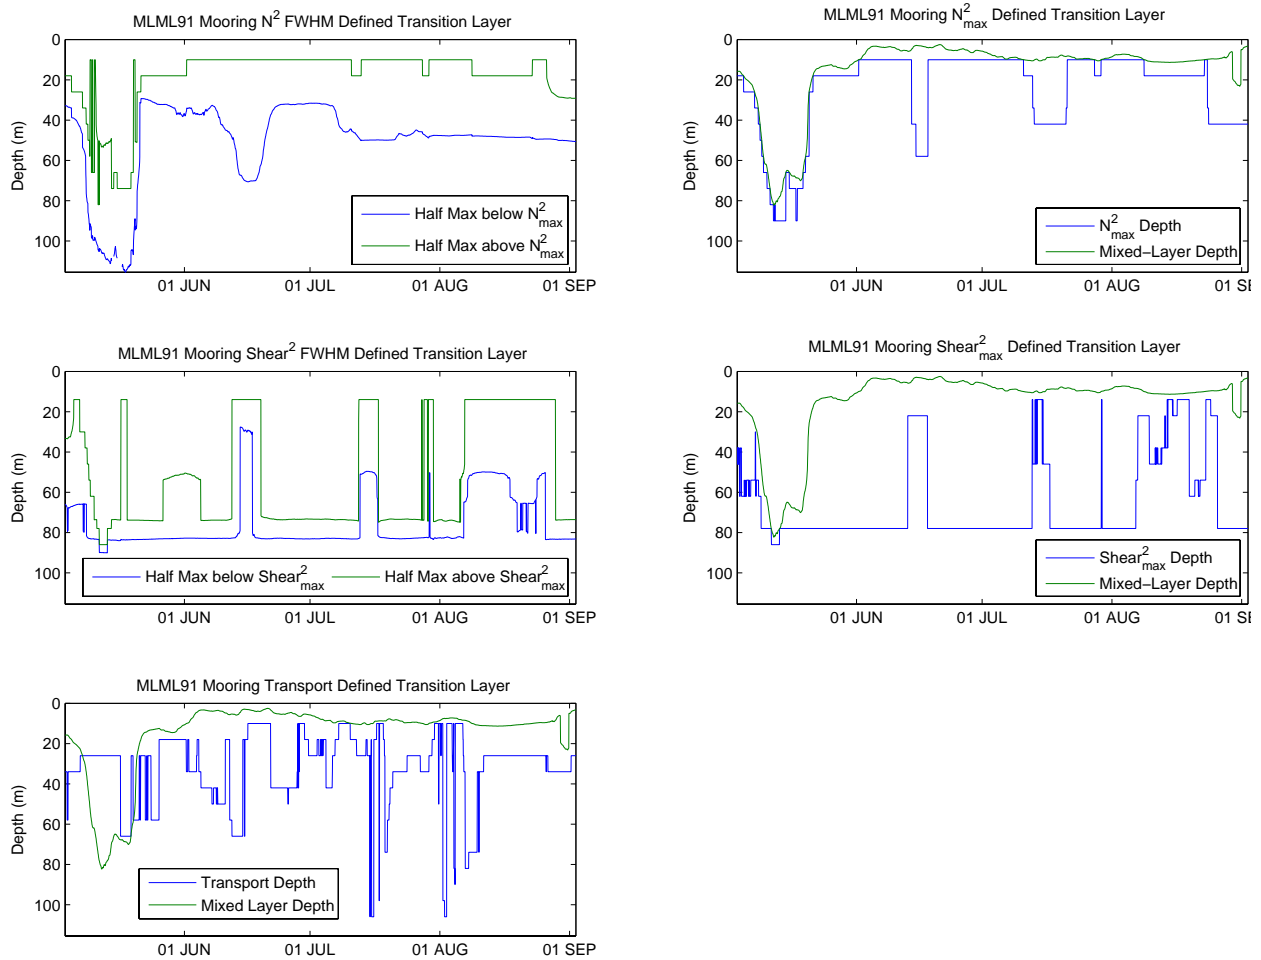 MLML91 Mooring N² FWHM Defined Transition Layer
Depth (m)
0
20
40
60
80
100
01 JUN
01 JUL
01 AUG
01 SEP
Half Max below N²max
Half Max above N²max
MLML91 Mooring N²max Defined Transition Layer
Depth (m)
0
20
40
60
80
100
01 JUN
01 JUL
01 AUG
01 SE
N²max Depth
Mixed−Layer Depth
MLML91 Mooring Shear² FWHM Defined Transition Layer
Depth (m)
0
20
40
60
80
100
01 JUN
01 JUL
01 AUG
01 SEP
Half Max below Shear²max
Half Max above Shear²max
MLML91 Mooring Shear²max Defined Transition Layer
Depth (m)
0
20
40
60
80
100
01 JUN
01 JUL
01 AUG
01 SE
Shear²max Depth
Mixed−Layer Depth
MLML91 Mooring Transport Defined Transition Layer
Depth (m)
0
20
40
60
80
100
01 JUN
01 JUL
01 AUG
01 SEP
Transport Depth
Mixed Layer Depth